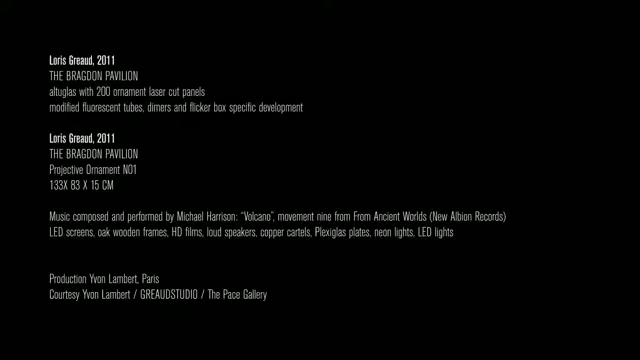 Loris Greaud, 2011
THE BRAGDON PAVILION
altuglas with 200 ornament laser cut panels
modified fluorescent tubes, dimers and flicker box specific development
Loris Greaud, 2011
THE BRAGDON PAVILION
Projective Ornament NO1
133X 83 X 15 CM
Music composed and performed by Michael Harrison: “Volcano”, movement nine from From Ancient Worlds (New Albion Records)
LED screens, oak wooden frames, HD films, loud speakers, copper cartels, Plexiglas plates, neon lights, LED lights
Production Yvon Lambert, Paris
Courtesy Yvon Lambert / GREAUDSTUDIO / The Pace Gallery